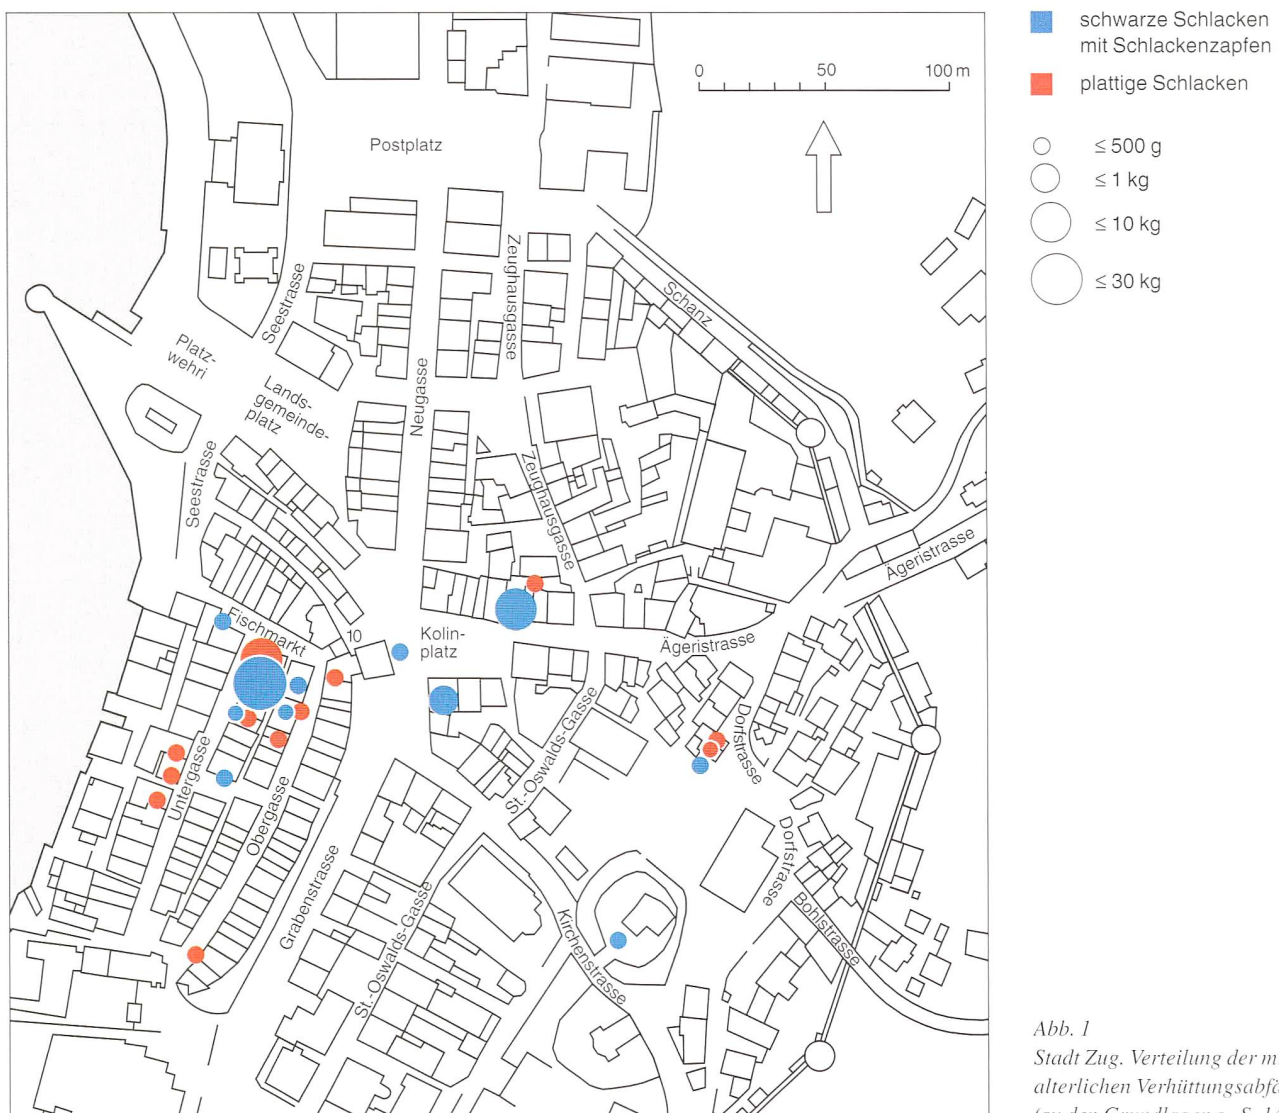 schwarze Schlacken
mit Schlackenzapfen
plattige Schlacken
≤ 500 g
≤ 1 kg
≤ 10 kg
≤ 30 kg
0 50 100 m
Postplatz
Zeughausgasse
Seestrasse
Schanz
Platz-
wehri
Lands-
gemeinde-
platz
Neugasse
Seestrasse
Zeughausgasse
Ägeristrasse
Fischmarkt
10
Kolin-
platz
Ägeristrasse
Untergasse
Obergasse
St.-Oswalds-Gasse
Dorfstrasse
Dorfstrasse
Grabenstrasse
St.-Oswalds-Gasse
Kirchenstrasse
Bohlstrasse
Abb. 1
Stadt Zug. Verteilung der
alterlichen